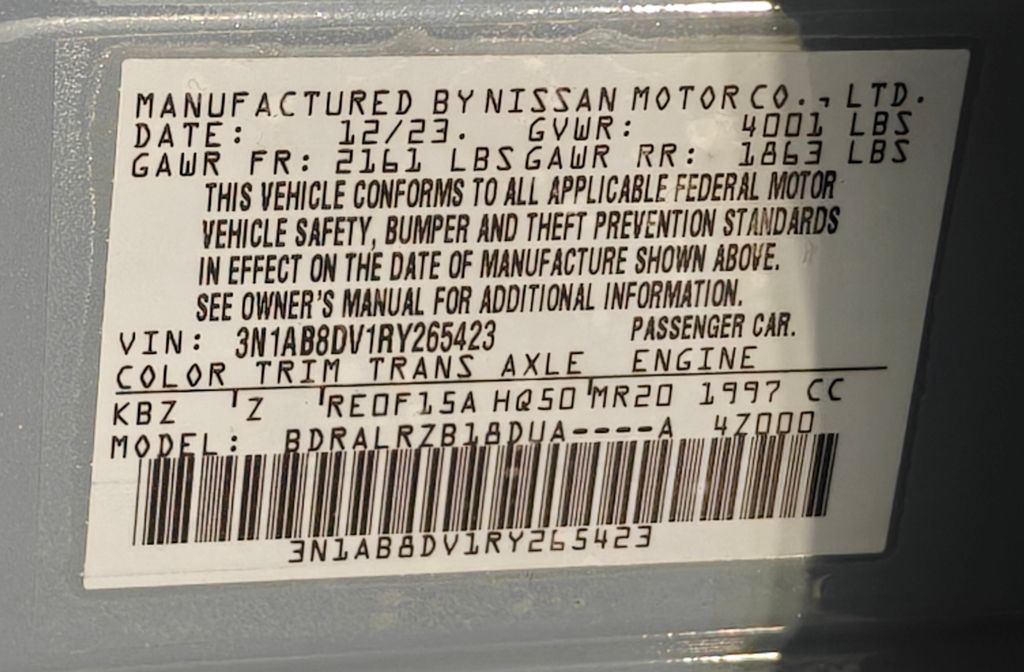 MANUFACTURED BY NISSAN MOTOR CO., LTD.
DATE: 12/23. GVWR: 4001 LBS
GAWR FR: 2161 LBS GAWR RR: 1863 LBS
THIS VEHICLE CONFORMS TO ALL APPLICABLE FEDERAL MOTOR
VEHICLE SAFETY, BUMPER AND THEFT PREVENTION STANDARDS
IN EFFECT ON THE DATE OF MANUFACTURE SHOWN ABOVE.
SEE OWNER'S MANUAL FOR ADDITIONAL INFORMATION.
VIN: 3N1AB8DV1RY265423 PASSENGER CAR.
COLOR TRIM TRANS AXLE ENGINE
KBZ Z RE0F15A HQ50 MR20 1997 CC
MODEL: BDRALRZB18DUA----A 4Z000
3N1AB8DV1RY265423